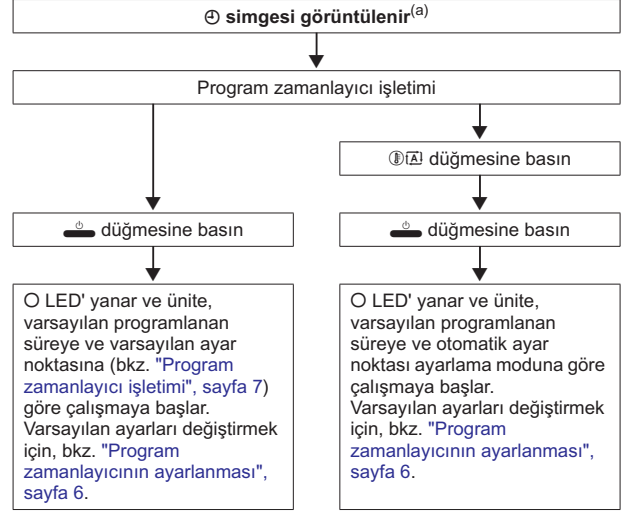 simgesi görüntülenir(a)
Program zamanlayıcı işletimi
düğmesine basın
düğmesine basın
düğmesine basın
LED' yanar ve ünite,
varsayılan programlanan
süreye ve varsayılan ayar
noktasına (bkz. "Program
zamanlayıcı işletimi", sayfa 7)
göre çalışmaya başlar.
Varsayılan ayarları değiştirmek
için, bkz. "Program
zamanlayıcının ayarlanması",
sayfa 6.
LED' yanar ve ünite,
varsayılan programlanan
süreye ve otomatik ayar
noktası ayarlama moduna göre
çalışmaya başlar.
Varsayılan ayarları değiştirmek
için, bkz. "Program
zamanlayıcının ayarlanması",
sayfa 6.